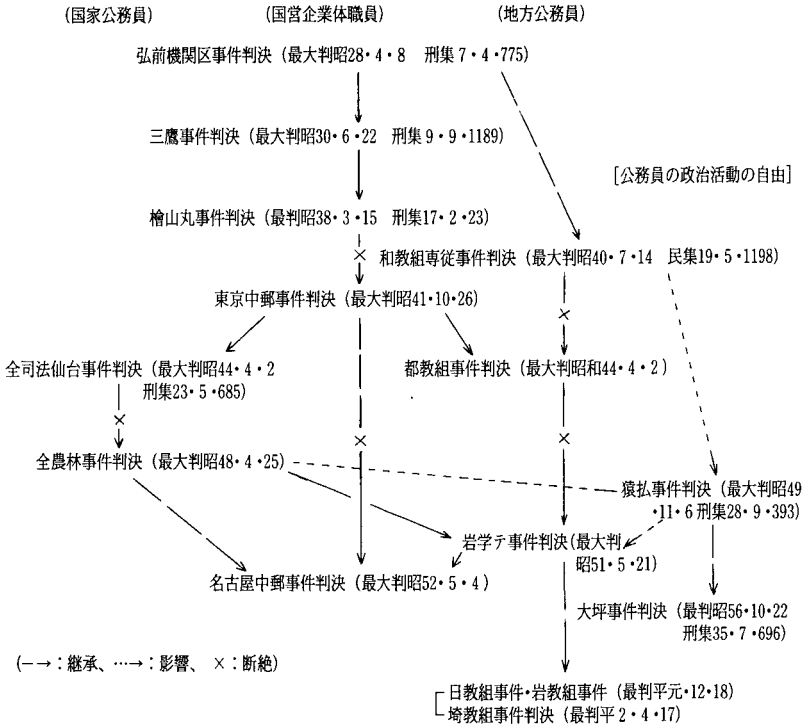 (国家公務員) (国営企業体職員) (地方公務員)
弘前機関区事件判決 (最大判昭28・4・8 刑集7・4・775)
三鷹事件判決 (最大判昭30・6・22 刑集9・9・1189)
[公務員の政治活動の自由]
檜山丸事件判決 (最判昭38・3・15 刑集17・2・23)
×
和教組専従事件判決 (最大判昭40・7・14 民集19・5・1198)
東京中郵事件判決 (最大判昭41・10・26)
×
全司法仙台事件判決 (最大判昭44・4・2
刑集23・5・685)
都教組事件判決 (最大判昭和44・4・2)
×
×
×
全農林事件判決 (最大判昭48・4・25)
猿払事件判決 (最大判昭49
・11・6 刑集28・9・393)
岩学テ事件判決(最大判
昭51・5・21)
名古屋中郵事件判決 (最大判昭52・5・4)
大坪事件判決 (最判昭56・10・22
刑集35・7・696)
(─→:継承、…→:影響、 ×:断絶)
日教組事件・岩教組事件 (最判平元・12・18)
埼教組事件判決 (最判平2・4・17)